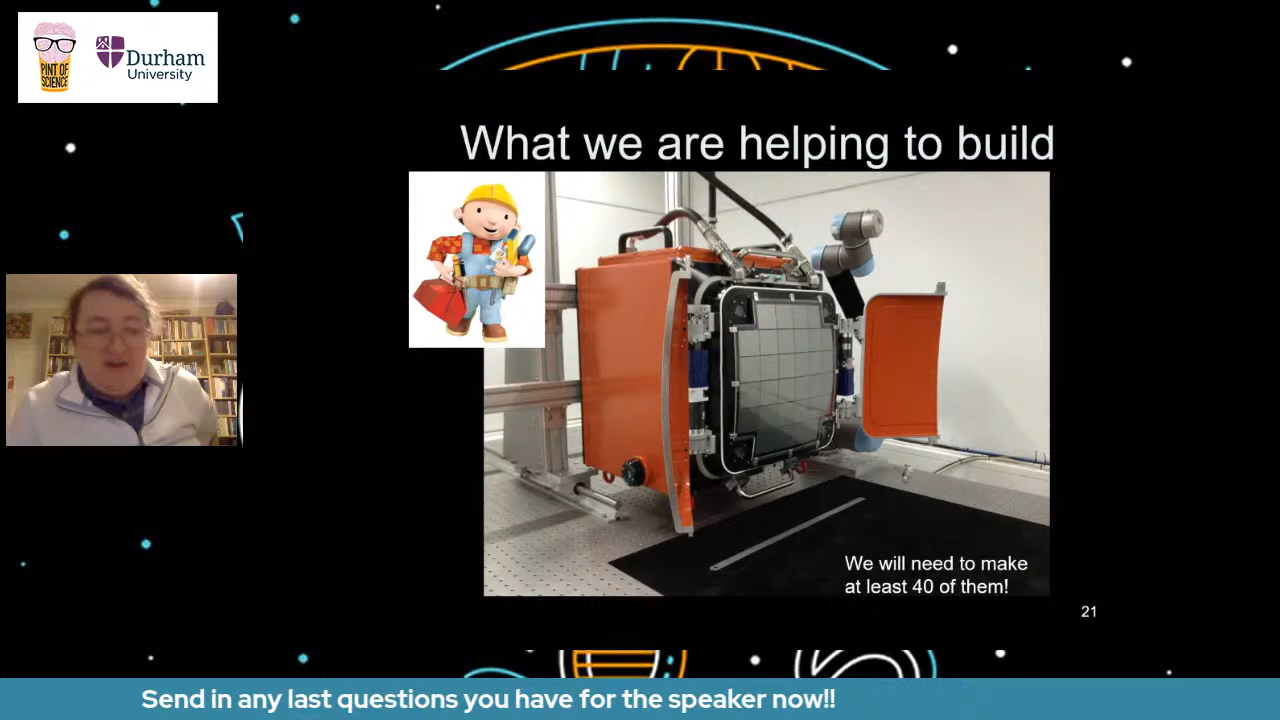 PINT OF
SCIENCE
Durham
University
What we are helping to build
We will need to make
at least 40 of them!
21
Send in any last questions you have for the speaker now!!